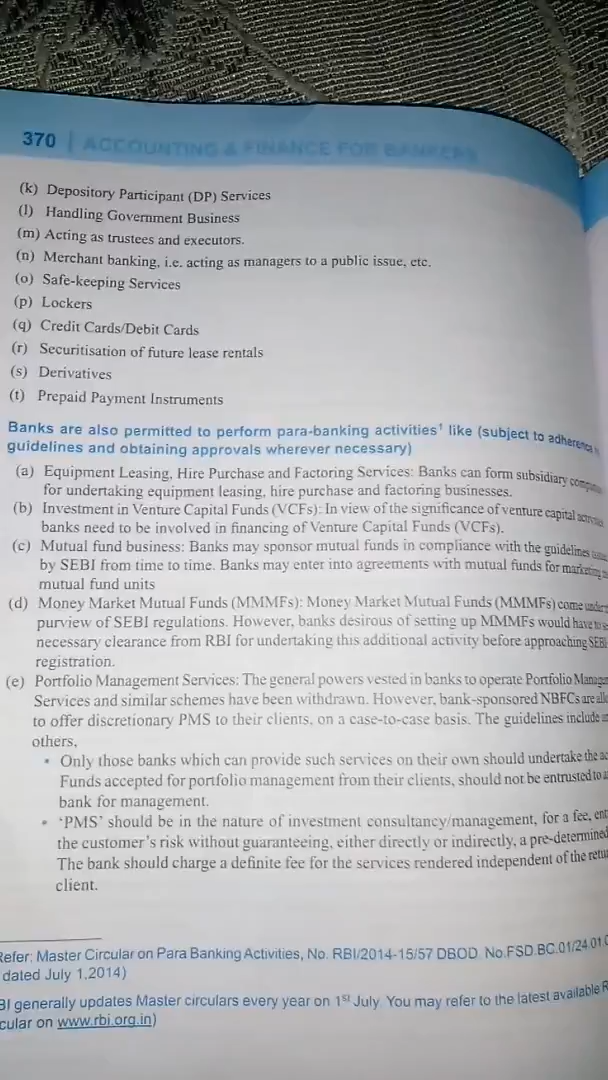 370 | ACCOUNTING & FINANCE FOR BANKERS
(k) Depository Participant (DP) Services
(l) Handling Government Business
(m) Acting as trustees and executors.
(n) Merchant banking, i.e. acting as managers to a public issue, etc.
(o) Safe-keeping Services
(p) Lockers
(q) Credit Cards/Debit Cards
(r) Securitisation of future lease rentals
(s) Derivatives
(t) Prepaid Payment Instruments
Banks are also permitted to perform para-banking activities¹ like (subject to adherence
guidelines and obtaining approvals wherever necessary)
(a) Equipment Leasing, Hire Purchase and Factoring Services: Banks can form subsidiary
for undertaking equipment leasing, hire purchase and factoring businesses.
(b) Investment in Venture Capital Funds (VCFs): In view of the significance of venture capital
banks need to be involved in financing of Venture Capital Funds (VCFs).
(c) Mutual fund business: Banks may sponsor mutual funds in compliance with the guidelines
by SEBI from time to time. Banks may enter into agreements with mutual funds for marketing
mutual fund units
(d) Money Market Mutual Funds (MMMFs): Money Market Mutual Funds (MMMFs) come
purview of SEBI regulations. However, banks desirous of setting up MMMFs would have to
necessary clearance from RBI for undertaking this additional activity before approaching SEBI
registration.
(e) Portfolio Management Services: The general powers vested in banks to operate Portfolio
Services and similar schemes have been withdrawn. However, bank-sponsored NBFCs are
to offer discretionary PMS to their clients, on a case-to-case basis. The guidelines include
others,
• Only those banks which can provide such services on their own should undertake the
Funds accepted for portfolio management from their clients, should not be entrusted to
bank for management.
• 'PMS' should be in the nature of investment consultancy/management, for a fee,
the customer's risk without guaranteeing, either directly or indirectly, a pre-determined
The bank should charge a definite fee for the services rendered independent of the
client.
Refer: Master Circular on Para Banking Activities, No. RBI/2014-15/57 DBOD. No.FSD.BC.01/24.01
dated July 1,2014)
BI generally updates Master circulars every year on 1st July. You may refer to the latest available
cular on www.rbi.org.in)